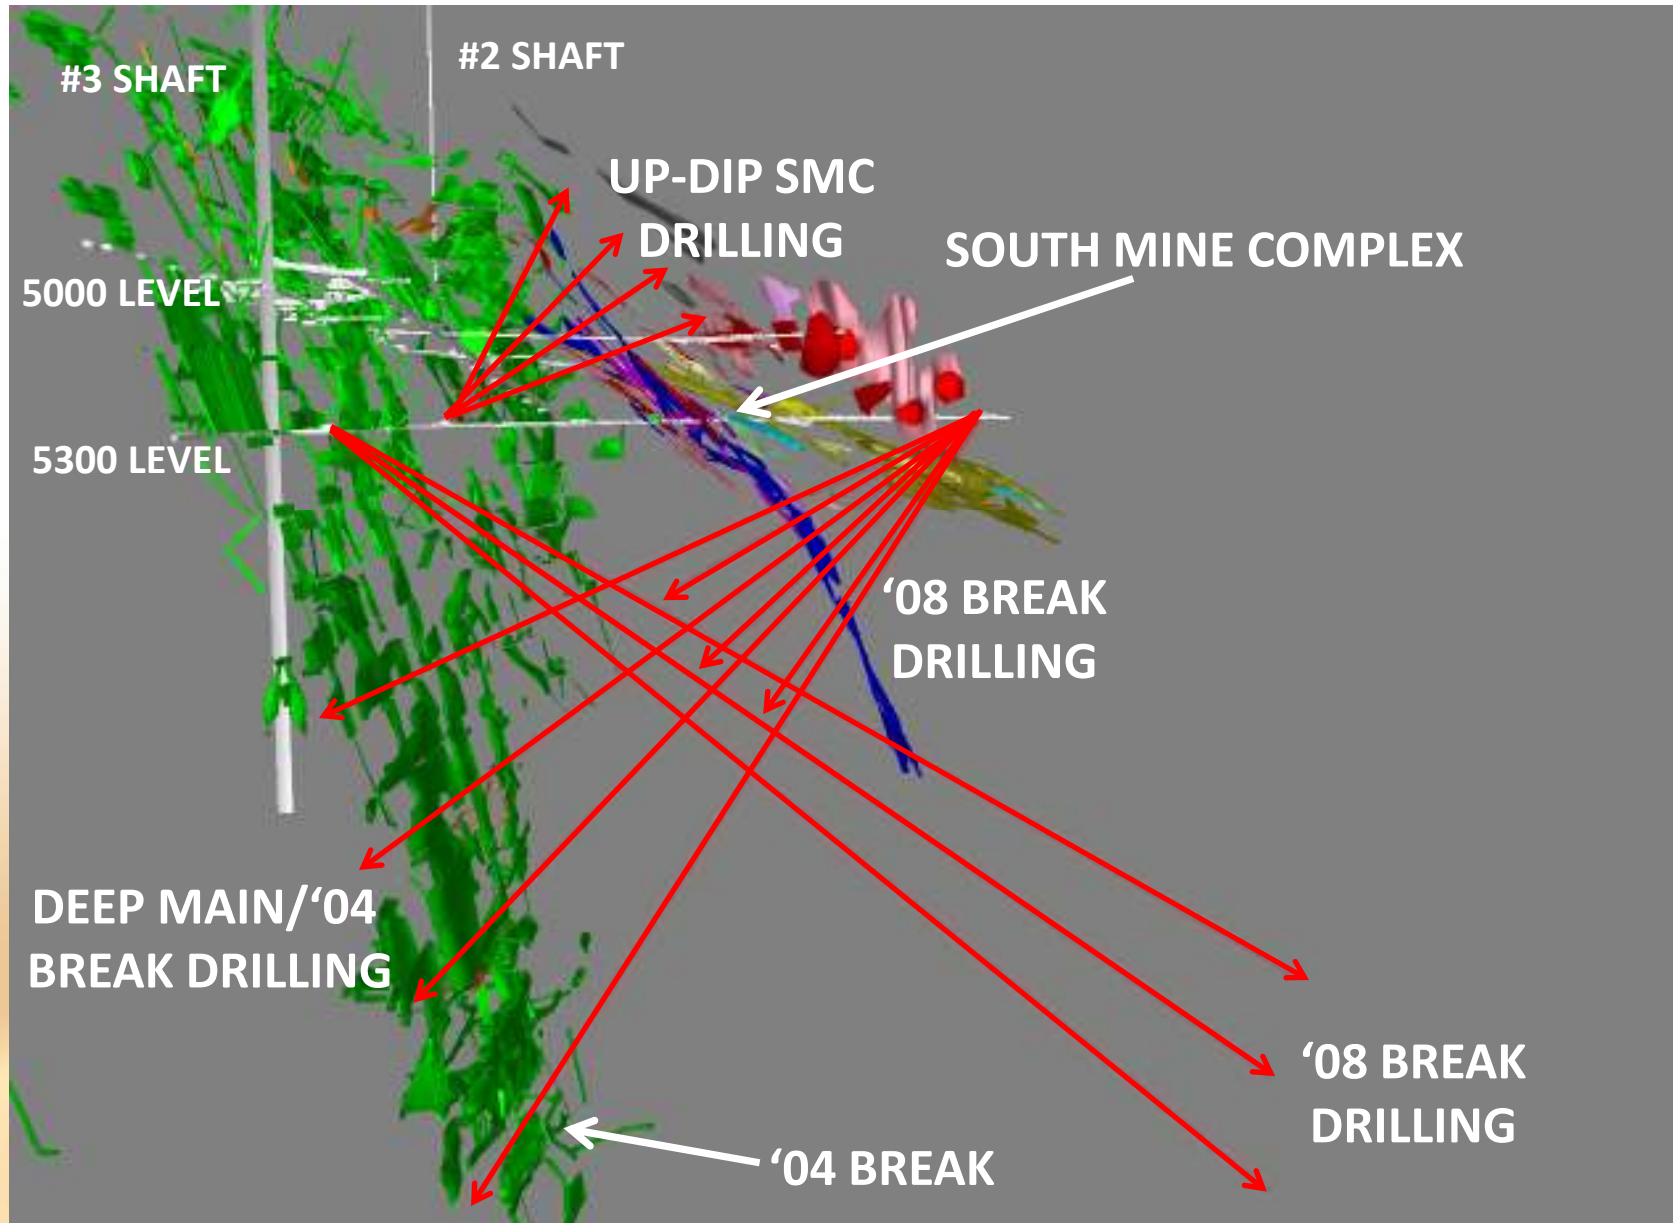 #3 SHAFT
#2 SHAFT
UP-DIP SMC
DRILLING
SOUTH MINE COMPLEX
5000 LEVEL
5300 LEVEL
‘08 BREAK
DRILLING
DEEP MAIN/‘04
BREAK DRILLING
‘08 BREAK
DRILLING
‘04 BREAK